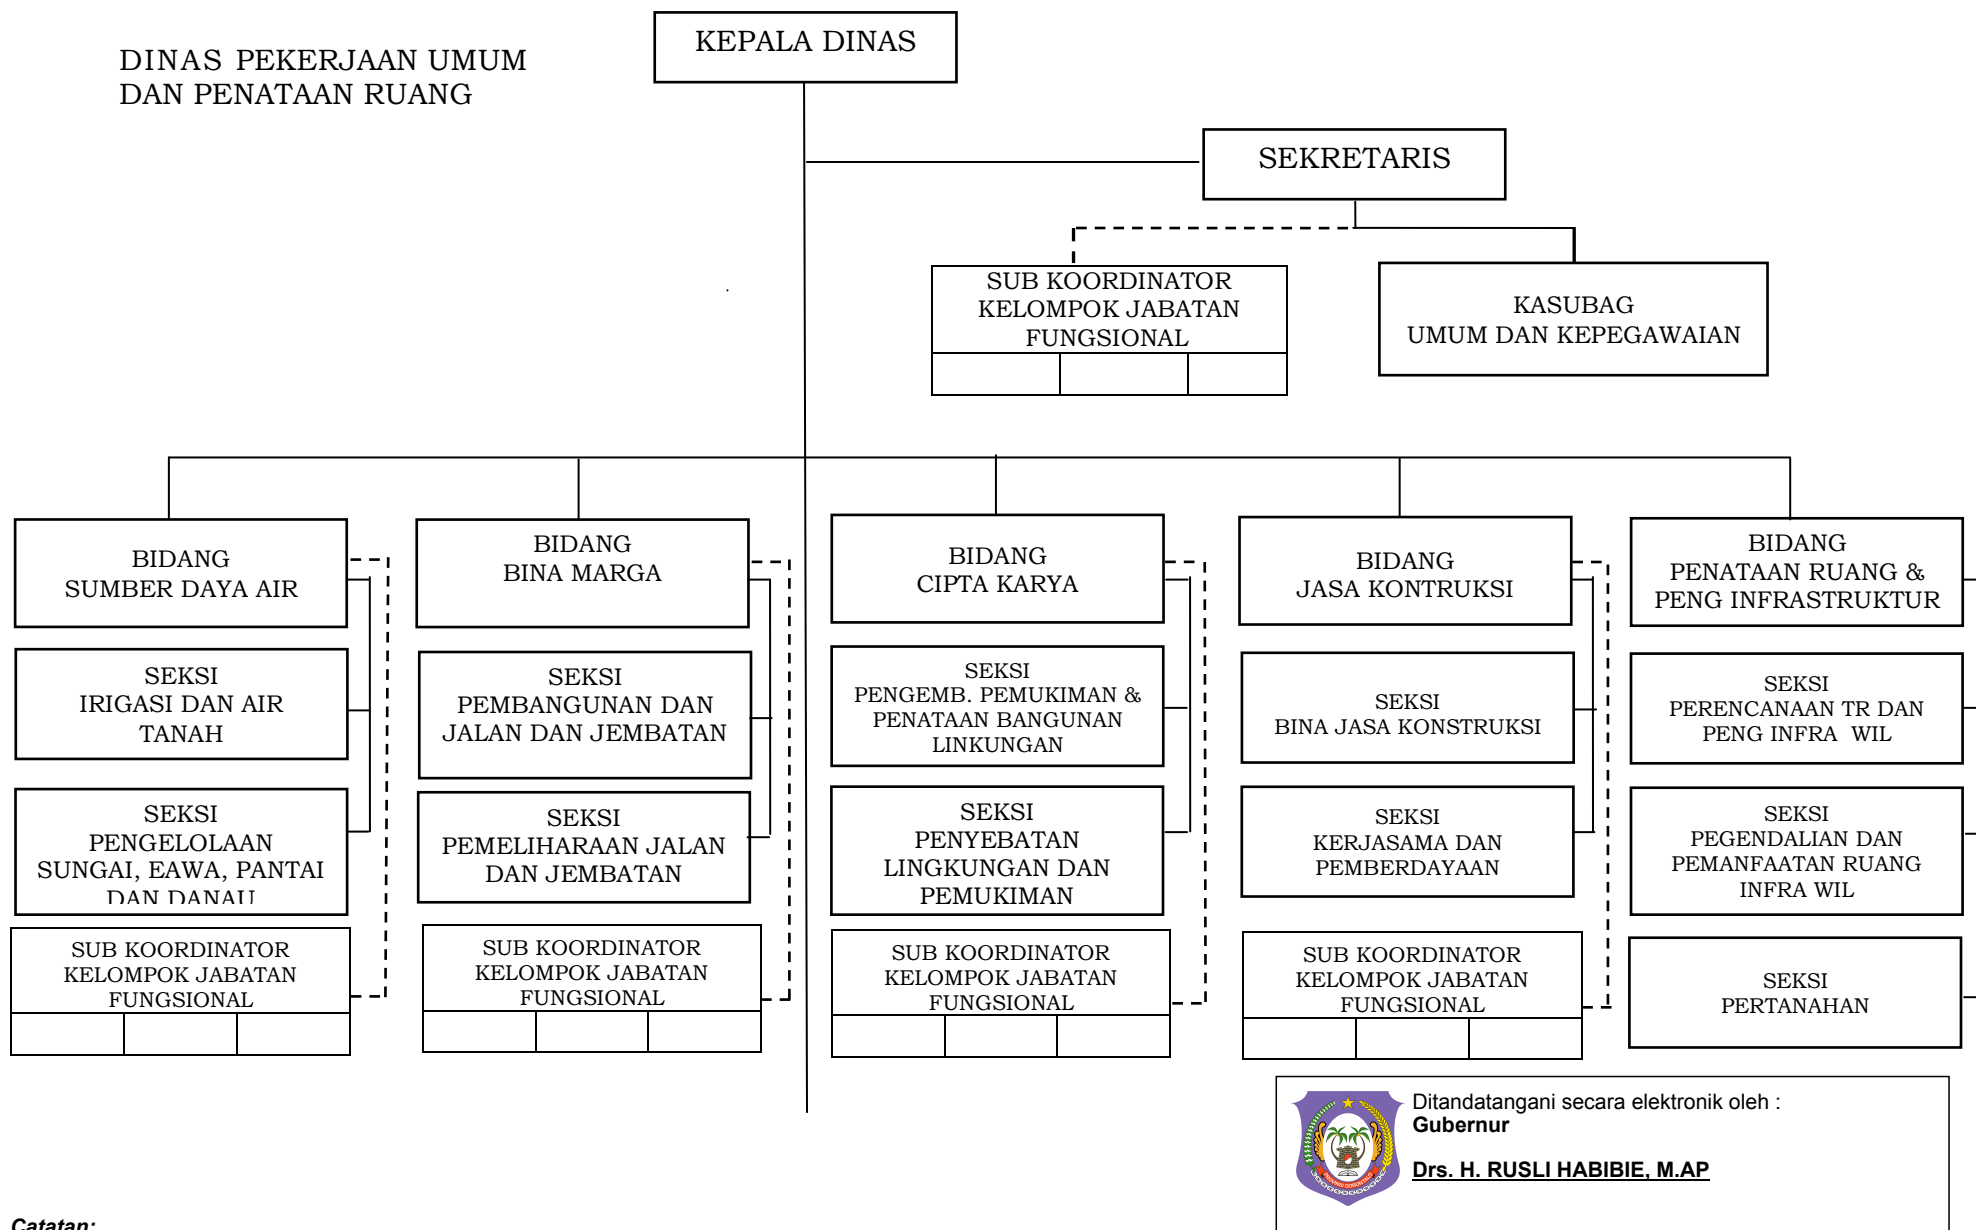 DINAS PEKERJAAN UMUM
DAN PENATAAN RUANG
KEPALA DINAS
SEKRETARIS
SUB KOORDINATOR
KELOMPOK JABATAN
FUNGSIONAL
KASUBAG
UMUM DAN KEPEGAWAIAN
BIDANG
SUMBER DAYA AIR
SEKSI
IRIGASI DAN AIR
TANAH
SEKSI
PENGELOLAAN
SUNGAI, EAWA, PANTAI
DAN DANAU
SUB KOORDINATOR
KELOMPOK JABATAN
FUNGSIONAL
BIDANG
BINA MARGA
SEKSI
PEMBANGUNAN DAN
JALAN DAN JEMBATAN
SEKSI
PEMELIHARAAN JALAN
DAN JEMBATAN
SUB KOORDINATOR
KELOMPOK JABATAN
FUNGSIONAL
BIDANG
CIPTA KARYA
SEKSI
PENGEMB. PEMUKIMAN &
PENATAAN BANGUNAN
LINKUNGAN
SEKSI
PENYEBATAN
LINGKUNGAN DAN
PEMUKIMAN
SUB KOORDINATOR
KELOMPOK JABATAN
FUNGSIONAL
BIDANG
JASA KONTRUKSI
SEKSI
BINA JASA KONSTRUKSI
SEKSI
KERJASAMA DAN
PEMBERDAYAAN
SUB KOORDINATOR
KELOMPOK JABATAN
FUNGSIONAL
BIDANG
PENATAAN RUANG &
PENG INFRASTRUKTUR
SEKSI
PERENCANAAN TR DAN
PENG INFRA  WIL
SEKSI
PEGENDALIAN DAN
PEMANFAATAN RUANG
INFRA WIL
SEKSI
PERTANAHAN
Ditandatangani secara elektronik oleh :
Gubernur
Drs. H. RUSLI HABIBIE, M.AP
Catatan: